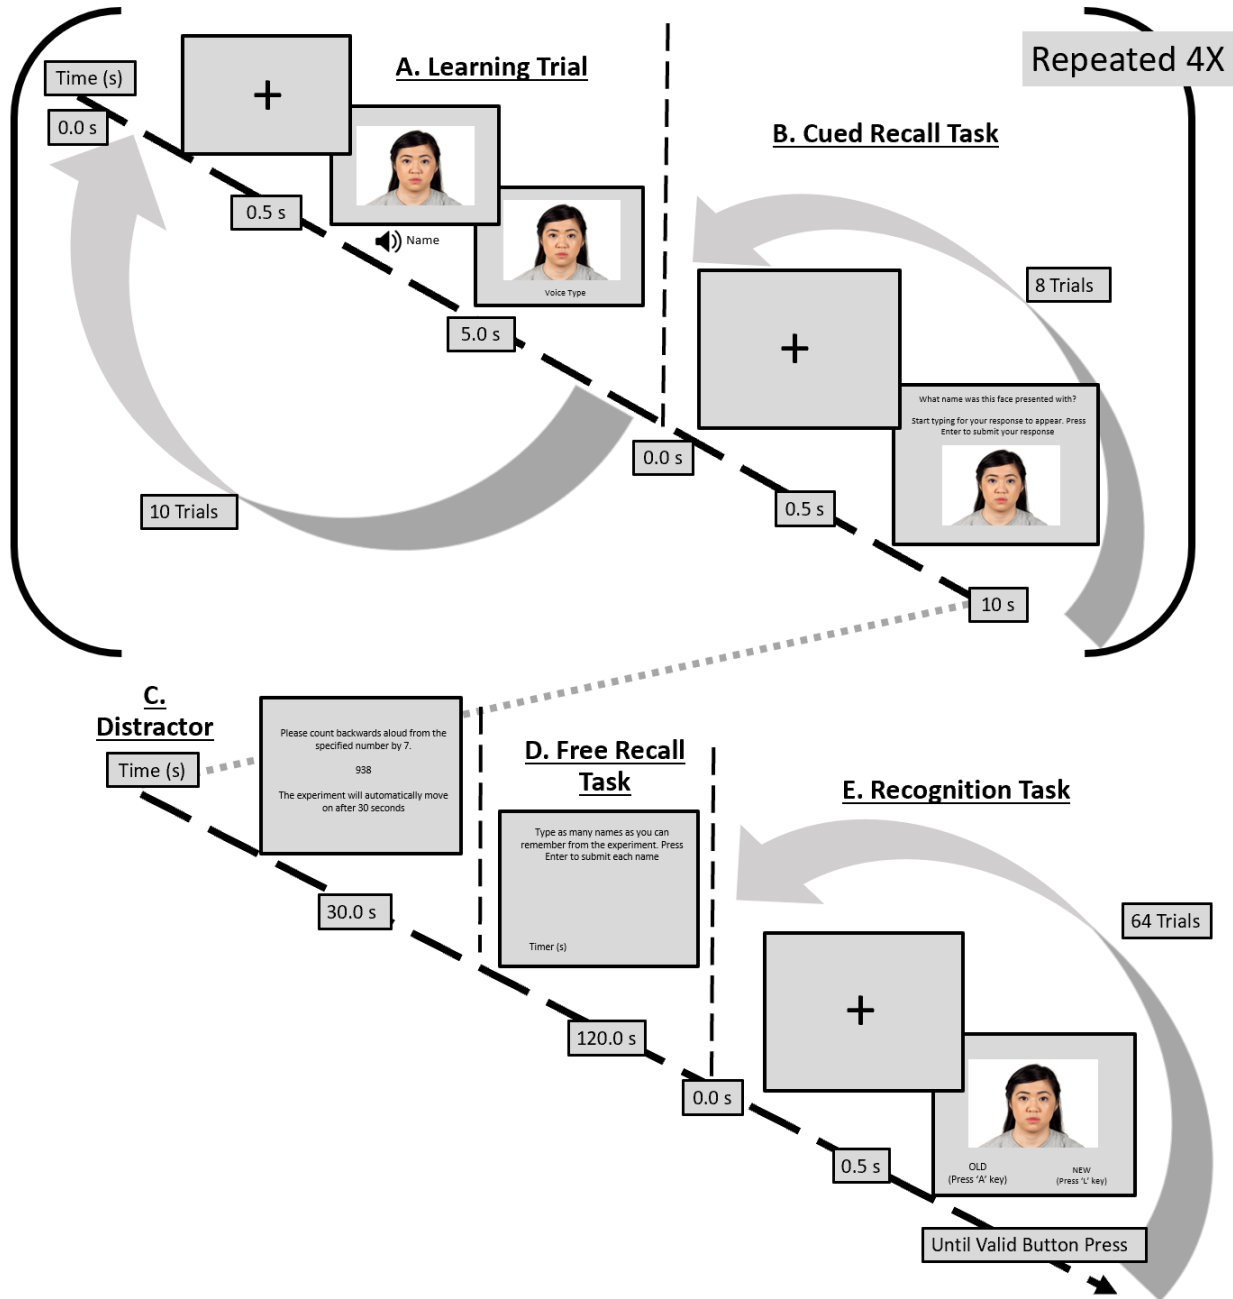 Repeated 4X
A. Learning Trial
Time (s)
0.0 s
+
0.5 s
Name
Voice Type
5.0 s
10 Trials
B. Cued Recall Task
8 Trials
+
What name was this face presented with?
Start typing for your response to appear. Press
Enter to submit your response
0.0 s
0.5 s
10 s
C.
Distractor
Time (s)
Please count backwards aloud from the
specified number by 7.
938
The experiment will automatically move
on after 30 seconds
30.0 s
D. Free Recall
Task
Type as many names as you can
remember from the experiment. Press
Enter to submit each name
Timer (s)
120.0 s
E. Recognition Task
64 Trials
+
0.0 s
0.5 s
OLD
(Press 'A' key)
NEW
(Press 'L' key)
Until Valid Button Press